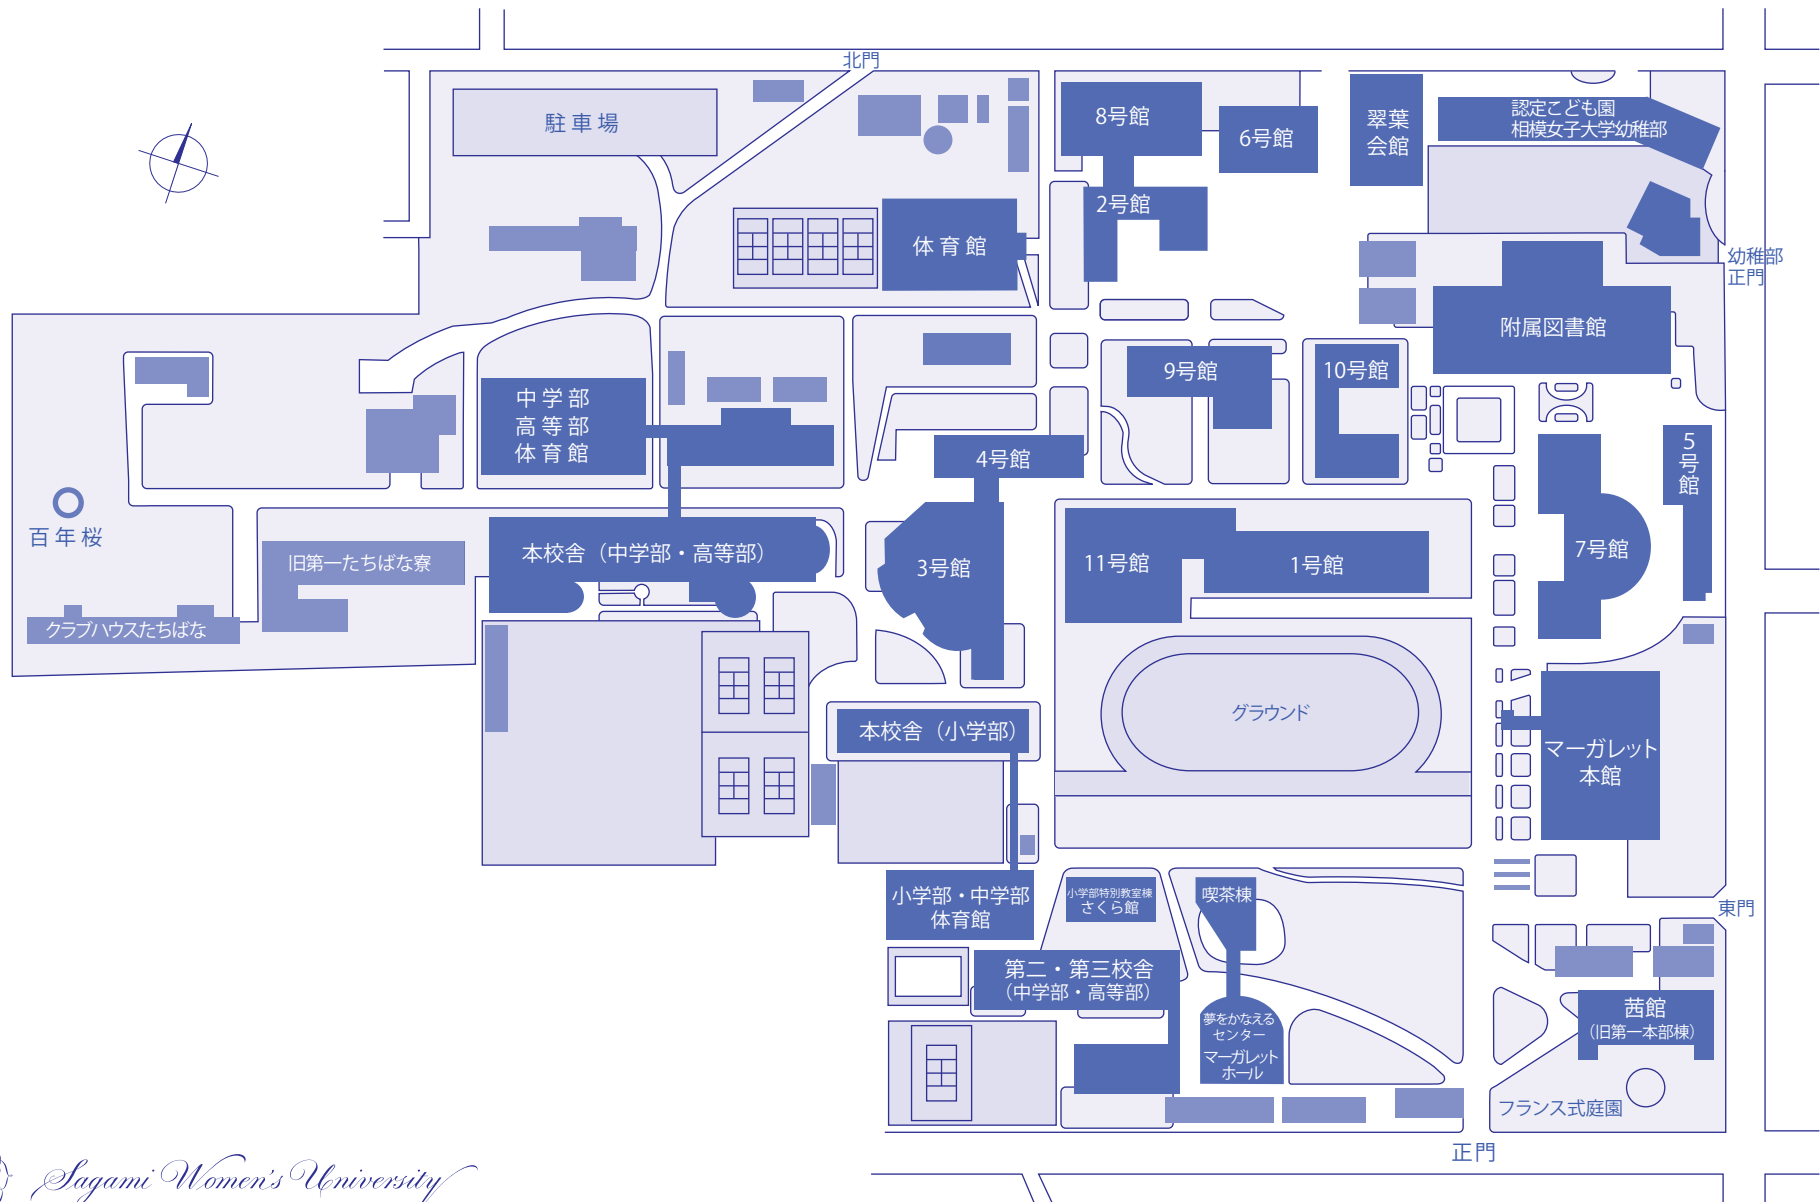 北門
駐車場
8号館
6号館
翠葉
会館
認定こども園
相模女子大学幼稚部
2号館
体育館
幼稚部
正門
附属図書館
9号館
10号館
中学部
高等部
体育館
4号館
5号館
百年桜
旧第一たちばな寮
本校舎（中学部・高等部）
3号館
11号館
1号館
7号館
クラブハウスたちばな
グラウンド
本校舎（小学部）
マーガレット
本館
小学部・中学部
体育館
小学部特別教室棟
さくら館
喫茶棟
東門
第二・第三校舎
（中学部・高等部）
夢をかなえる
センター
マーガレット
ホール
茜館
（旧第一本部棟）
フランス式庭園
正門
Sagami Women's University